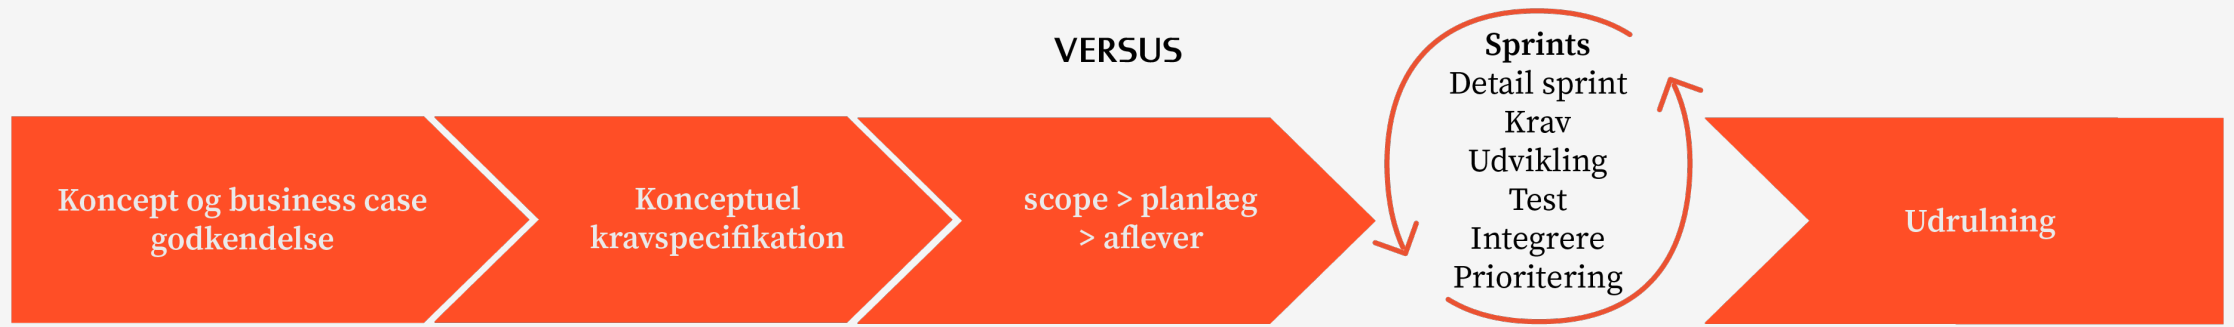 VERSUS
Koncept og business case
godkendelse
Konceptuel
kravspecifikation
scope > planlæg
> aflever
Sprints
Detail sprint
Krav
Udvikling
Test
Integrere
Prioritering
Udrulning